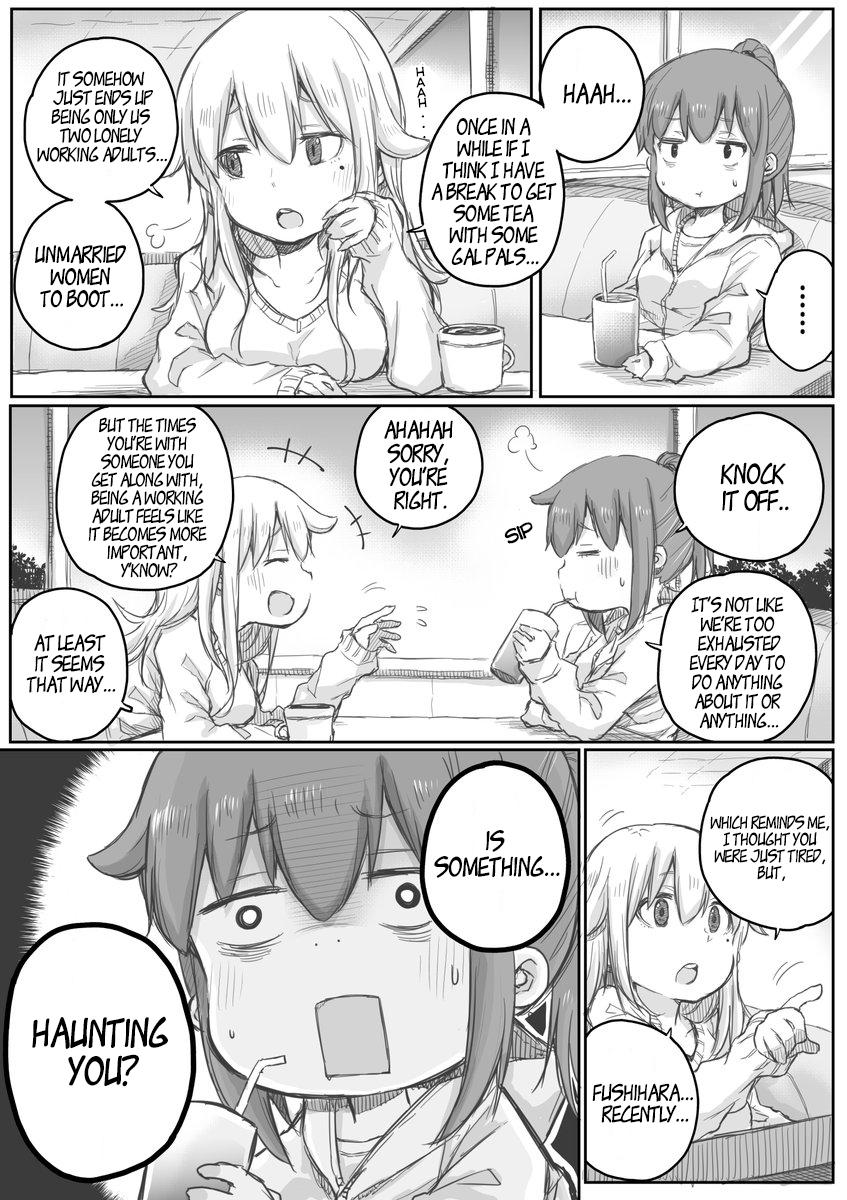 HAAH...
ONCE IN A
WHILE IF I
THINK I HAVE
A BREAK TO GET
SOME TEA
WITH SOME
GAL PALS...
......
HAAH...
IT SOMEHOW
JUST ENDS UP
BEING ONLY US
TWO LONELY
WORKING ADULTS...
UNMARRIED
WOMEN
TO BOOT...
KNOCK
IT OFF..
IT'S NOT LIKE
WE'RE TOO
EXHAUSTED
EVERY DAY TO
DO ANYTHING
ABOUT IT OR
ANYTHING...
SIP
AHAHAH
SORRY,
YOU'RE
RIGHT.
BUT THE TIMES
YOU'RE WITH
SOMEONE YOU
GET ALONG WITH,
BEING A WORKING
ADULT FEELS LIKE
IT BECOMES MORE
IMPORTANT,
Y'KNOW?
AT LEAST
IT SEEMS
THAT WAY...
WHICH REMINDS ME,
I THOUGHT YOU
WERE JUST TIRED,
BUT,
FUSHIHARA...
RECENTLY...
IS
SOMETHING...
HAUNTING
YOU?